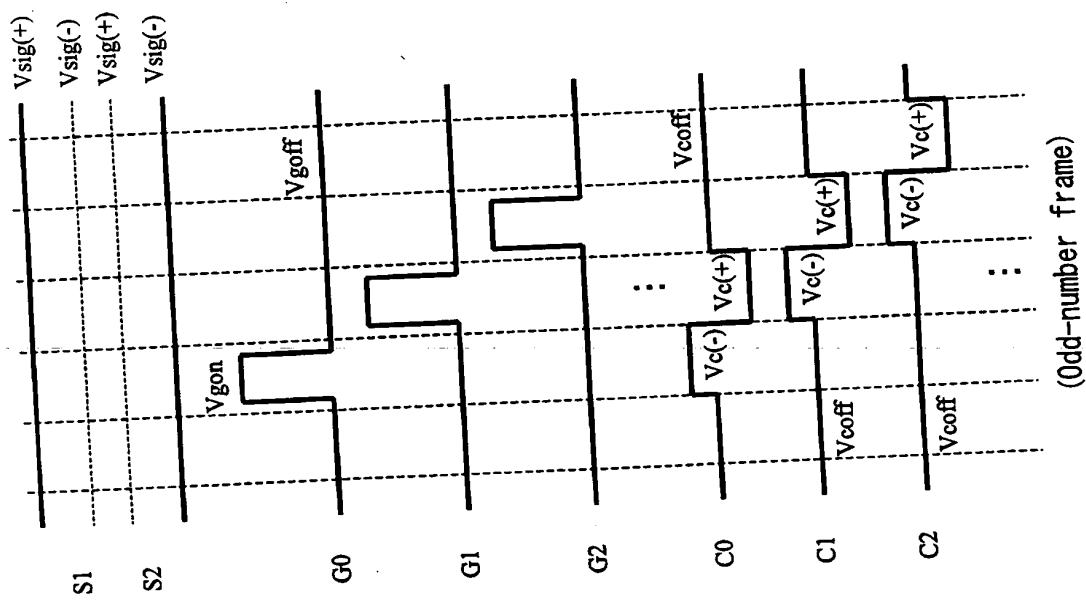 Vsig(+)
S1
Vsig(-)
Vsig(+)
S2
Vsig(-)
Vgon
Vgoff
G0
G1
G2
...
Vcoff
C0
Vc(-)
Vc(+)
C1
Vcoff
Vc(-)
Vc(+)
C2
Vcoff
Vc(-)
Vc(+)
...
(Odd-number frame)